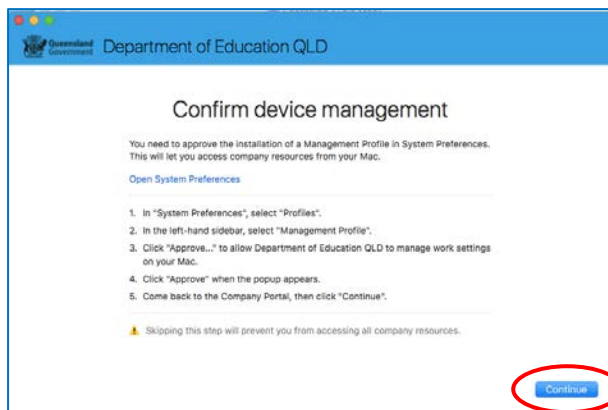 Queensland
Government
Department of Education QLD
Confirm device management
You need to approve the installation of a Management Profile in System Preferences.
This will let you access company resources from your Mac.
Open System Preferences
1. In "System Preferences", select "Profiles".
2. In the left-hand sidebar, select "Management Profile".
3. Click "Approve..." to allow Department of Education QLD to manage work settings
on your Mac.
4. Click "Approve" when the popup appears.
5. Come back to the Company Portal, then click "Continue".
Skipping this step will prevent you from accessing all company resources.
Continue